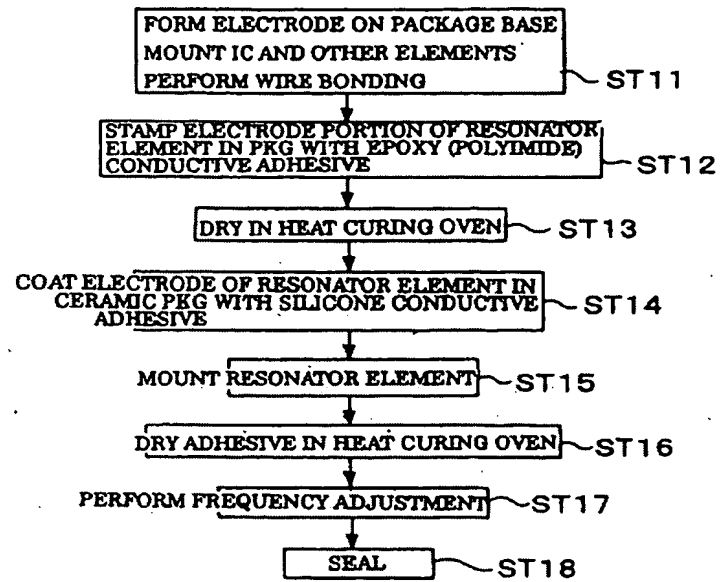 FORM ELECTRODE ON PACKAGE BASE
MOUNT IC AND OTHER ELEMENTS
PERFORM WIRE BONDING
ST11
STAMP ELECTRODE PORTION OF RESONATOR
ELEMENT IN PKG WITH EPOXY (POLYIMIDE)
CONDUCTIVE ADHESIVE
ST12
DRY IN HEAT CURING OVEN
ST13
COAT ELECTRODE OF RESONATOR ELEMENT IN
CERAMIC PKG WITH SILICONE CONDUCTIVE
ADHESIVE
ST14
MOUNT RESONATOR ELEMENT
ST15
DRY ADHESIVE IN HEAT CURING OVEN
ST16
PERFORM FREQUENCY ADJUSTMENT
ST17
SEAL
ST18